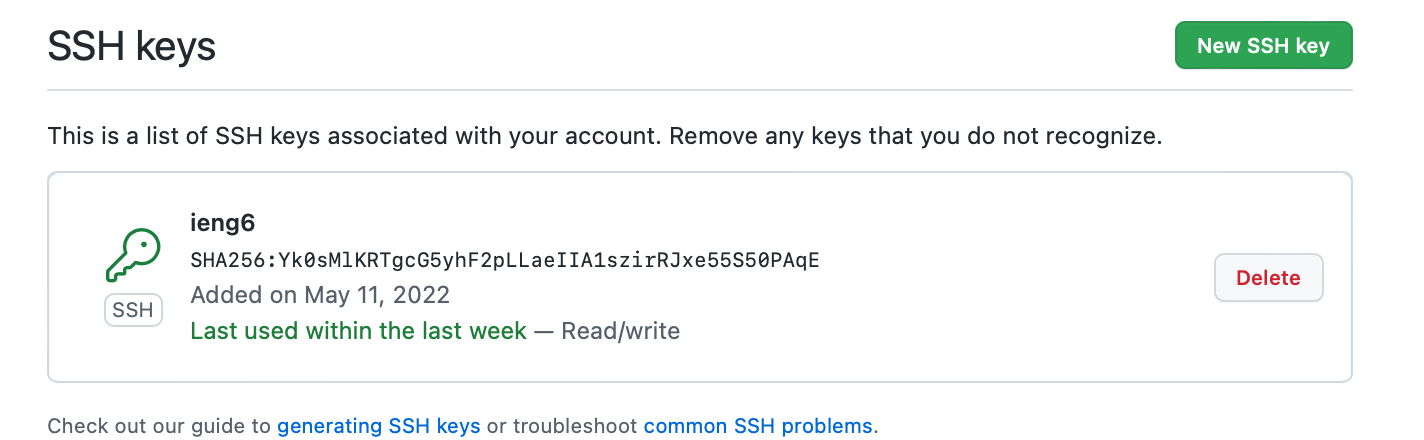 SSH keys
New SSH key
This is a list of SSH keys associated with your account. Remove any keys that you do not recognize.
ieng6
SHA256:Yk0sMlKRTgcG5yhF2pLLaeIIA1szirRJxe55S50PAqE
Added on May 11, 2022
Last used within the last week — Read/write
SSH
Delete
Check out our guide to generating SSH keys or troubleshoot common SSH problems.